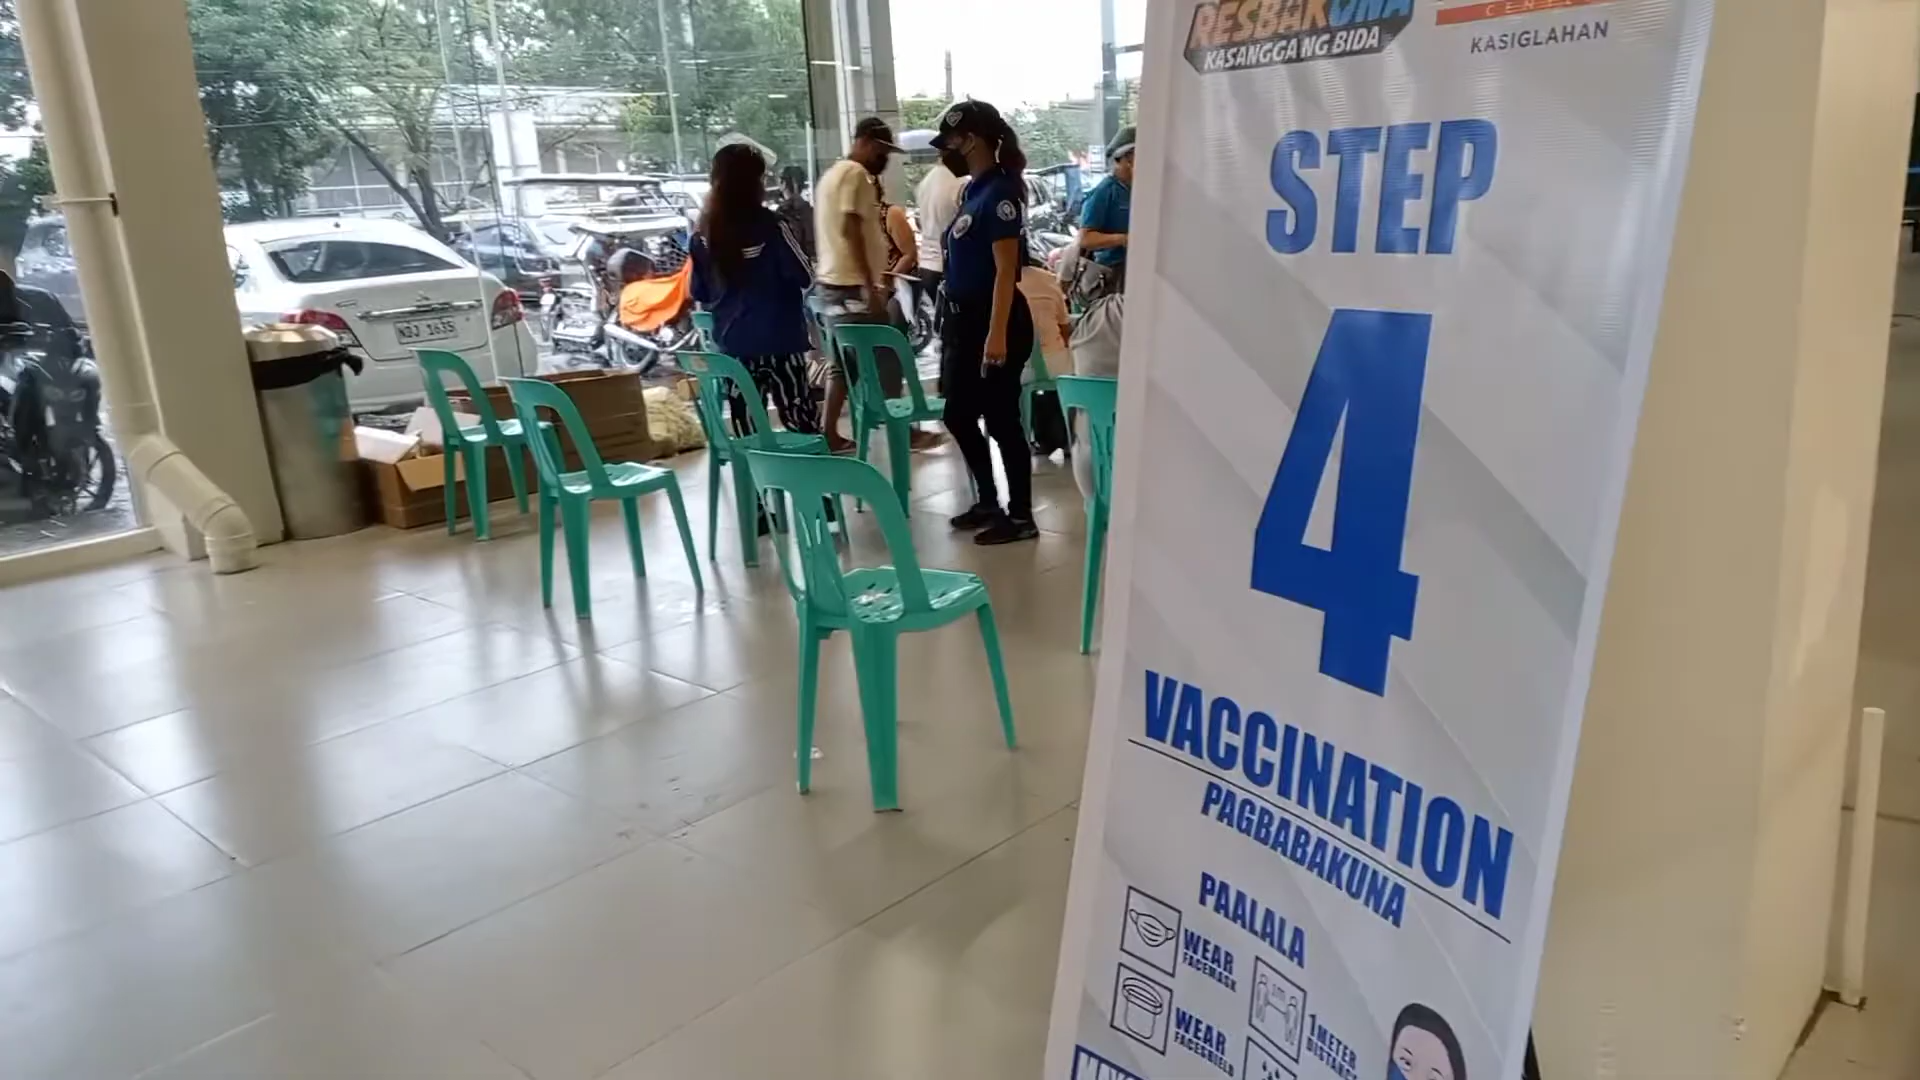 RESBAKUNA
KASANGGA NG BIDA
KASIGLAHAN
STEP
4
VACCINATION
PAGBABAKUNA
PAALALA
WEAR
FACEMASK
WEAR
FACESHIELD
1 METER
DISTANCE
NBJ 1635